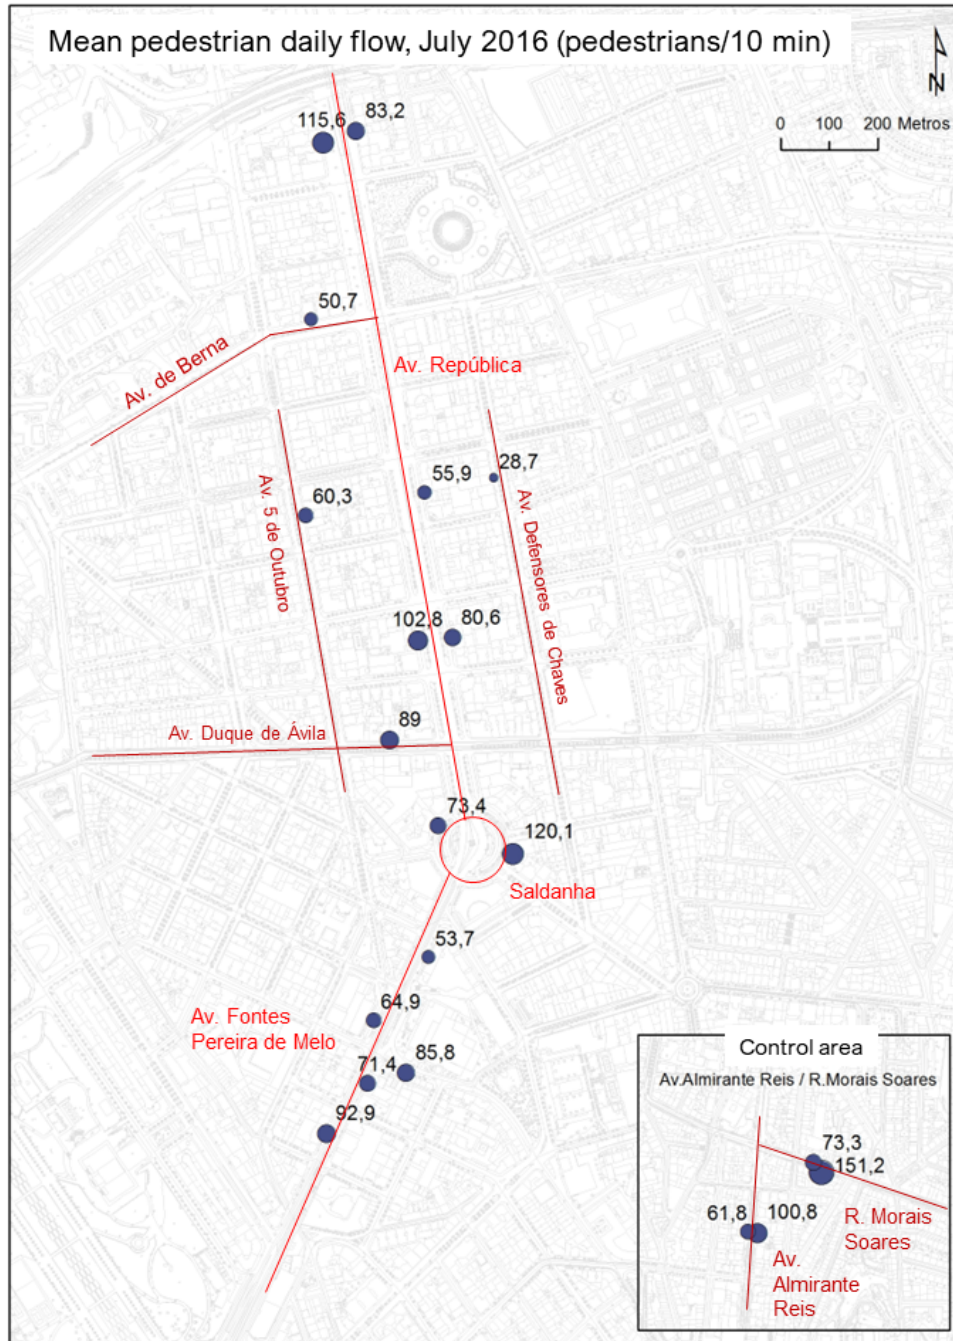 Mean pedestrian daily flow, July 2016 (pedestrians/10 min)
N
0 100 200 Metros
115,6
83,2
50,7
Av. de Berna
Av. República
55,9
28,7
60,3
Av. 5 de Outubro
Av. Defensores de Chaves
102,8
80,6
89
Av. Duque de Ávila
73,4
120,1
Saldanha
53,7
64,9
Av. Fontes
Pereira de Melo
71,4
85,8
92,9
Control area
Av.Almirante Reis / R.Morais Soares
73,3
151,2
61,8
100,8
R. Morais
Soares
Av.
Almirante
Reis